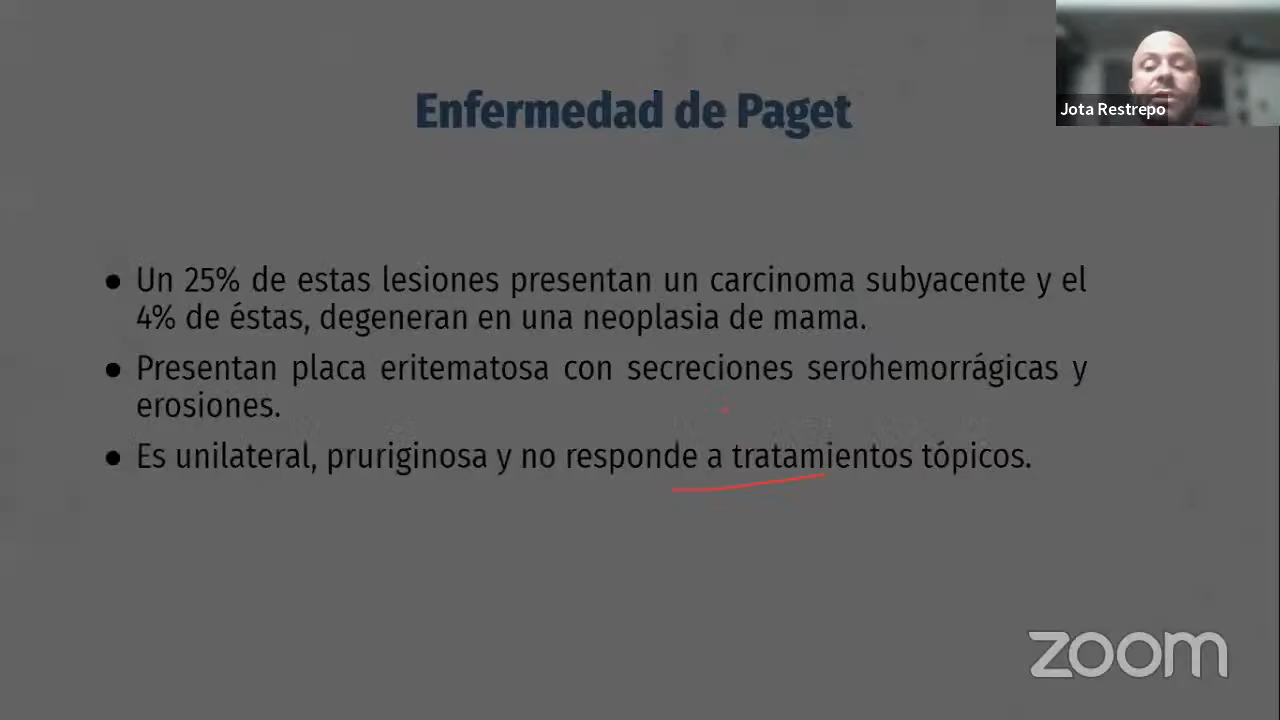 Enfermedad de Paget
Jota Restrepo
● Un 25% de estas lesiones presentan un carcinoma subyacente y el
4% de éstas, degeneran en una neoplasia de mama.
● Presentan placa eritematosa con secreciones serohemorrágicas y
erosiones.
● Es unilateral, pruriginosa y no responde a tratamientos tópicos.
zoom